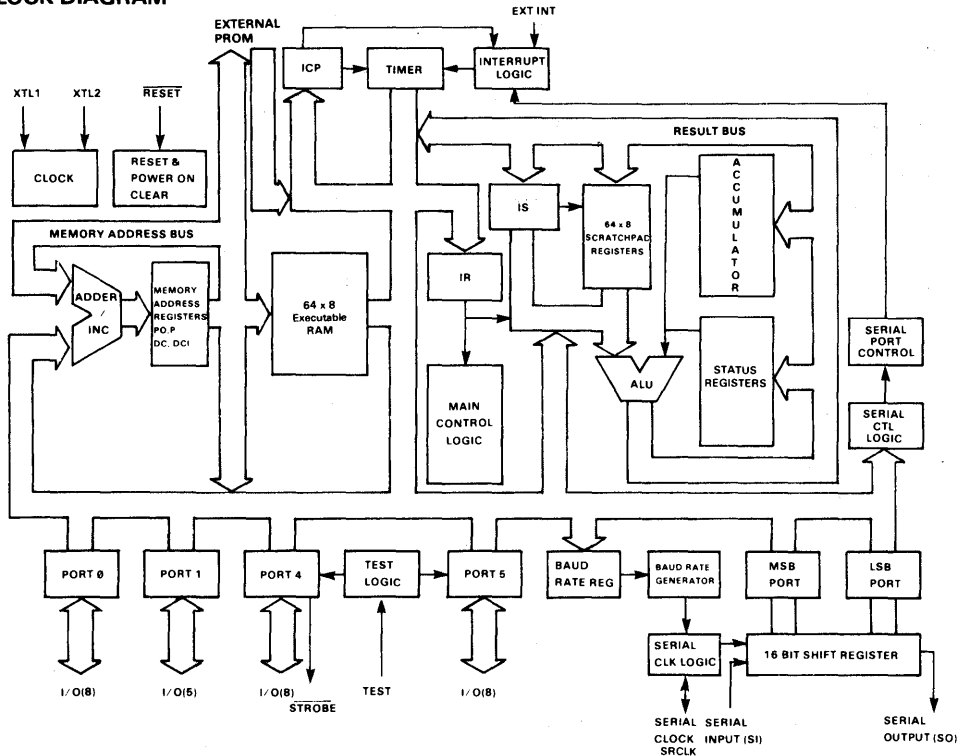 LOCK DIAGRAM
EXTERNAL
PROM
EXT INT
ICP
TIMER
INTERRUPT
LOGIC
XTL1
XTL2
RESET
CLOCK
RESET &
POWER ON
CLEAR
RESULT BUS
MEMORY ADDRESS BUS
ADDER
/
INC
MEMORY
ADDRESS
REGISTERS
PO.P
DC, DCI
64 x 8
Executable
RAM
IR
IS
64 x 8
SCRATCHPAD
REGISTERS
ACCUMULATOR
MAIN
CONTROL
LOGIC
ALU
STATUS
REGISTERS
SERIAL
PORT
CONTROL
SERIAL
CTL
LOGIC
PORT 0
PORT 1
PORT 4
TEST
LOGIC
PORT 5
BAUD
RATE REG
BAUD RATE
GENERATOR
MSB
PORT
LSB
PORT
SERIAL
CLK LOGIC
16 BIT SHIFT REGISTER
I/O(8)
I/O(5)
I/O(8)
STROBE
TEST
I/O(8)
SERIAL
CLOCK
SRCLK
SERIAL
INPUT (SI)
SERIAL
OUTPUT (SO)